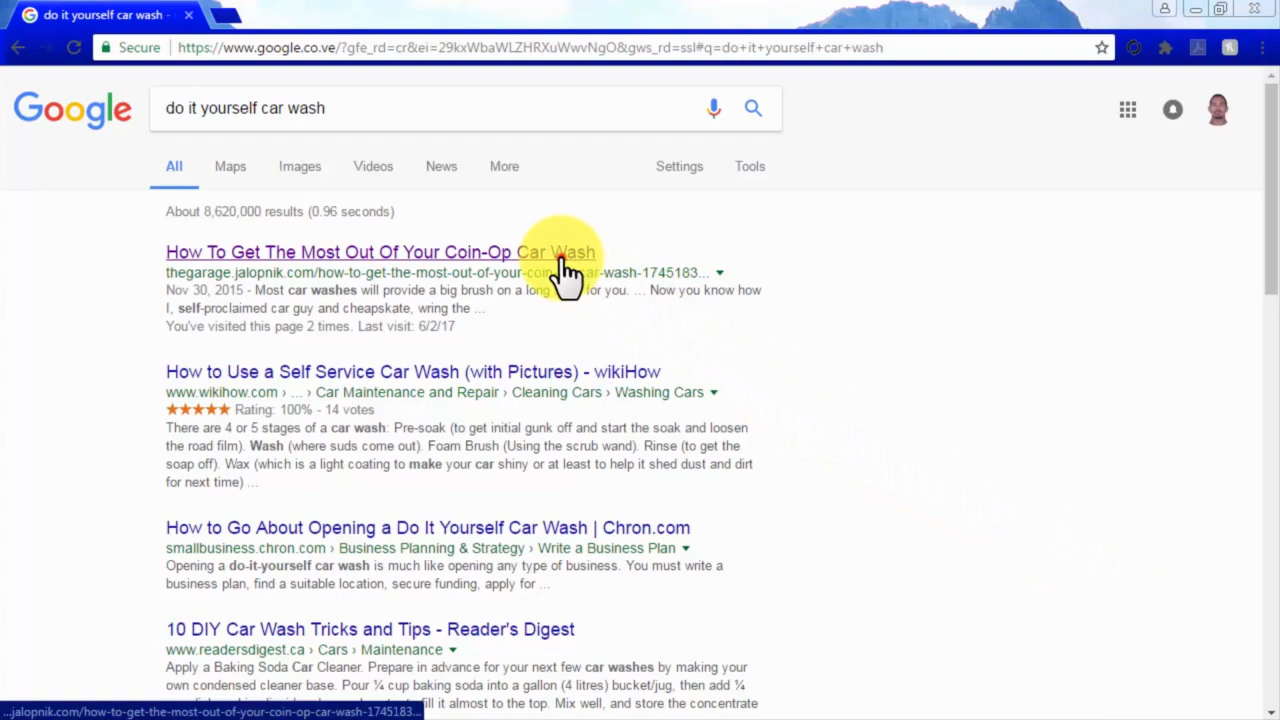 do it yourself car wash -
Secure
https://www.google.co.ve/?gfe_rd=cr&ei=29kxWbaWLZHRXuWwvNgO&gws_rd=ssl#q=do+it+yourself+car+wash
Google
do it yourself car wash
All Maps Images Videos News More Settings Tools
About 8,620,000 results (0.96 seconds)
How To Get The Most Out Of Your Coin-Op Car Wash
thegarage.jalopnik.com/how-to-get-the-most-out-of-your-coin-op-car-wash-1745183...
Nov 30, 2015 - Most car washes will provide a big brush on a long for you. ... Now you know how
I, self-proclaimed car guy and cheapskate, wring the ...
You've visited this page 2 times. Last visit: 6/2/17
How to Use a Self Service Car Wash (with Pictures) - wikiHow
www.wikihow.com › ... › Car Maintenance and Repair › Cleaning Cars › Washing Cars
Rating: 100% - 14 votes
There are 4 or 5 stages of a car wash: Pre-soak (to get initial gunk off and start the soak and loosen
the road film). Wash (where suds come out). Foam Brush (Using the scrub wand). Rinse (to get the
soap off). Wax (which is a light coating to make your car shiny or at least to help it shed dust and dirt
for next time) ...
How to Go About Opening a Do It Yourself Car Wash | Chron.com
smallbusiness.chron.com › Business Planning & Strategy › Write a Business Plan
Opening a do-it-yourself car wash is much like opening any type of business. You must write a
business plan, find a suitable location, secure funding, apply for ...
10 DIY Car Wash Tricks and Tips - Reader's Digest
www.readersdigest.ca › Cars › Maintenance
Apply a Baking Soda Car Cleaner. Prepare in advance for your next few car washes by making your
own condensed cleaner base. Pour ¼ cup baking soda into a gallon (4 litres) bucket/jug, then add ¼
fill it almost to the top. Mix well, and store the concentrate
...jalopnik.com/how-to-get-the-most-out-of-your-coin-op-car-wash-1745183...